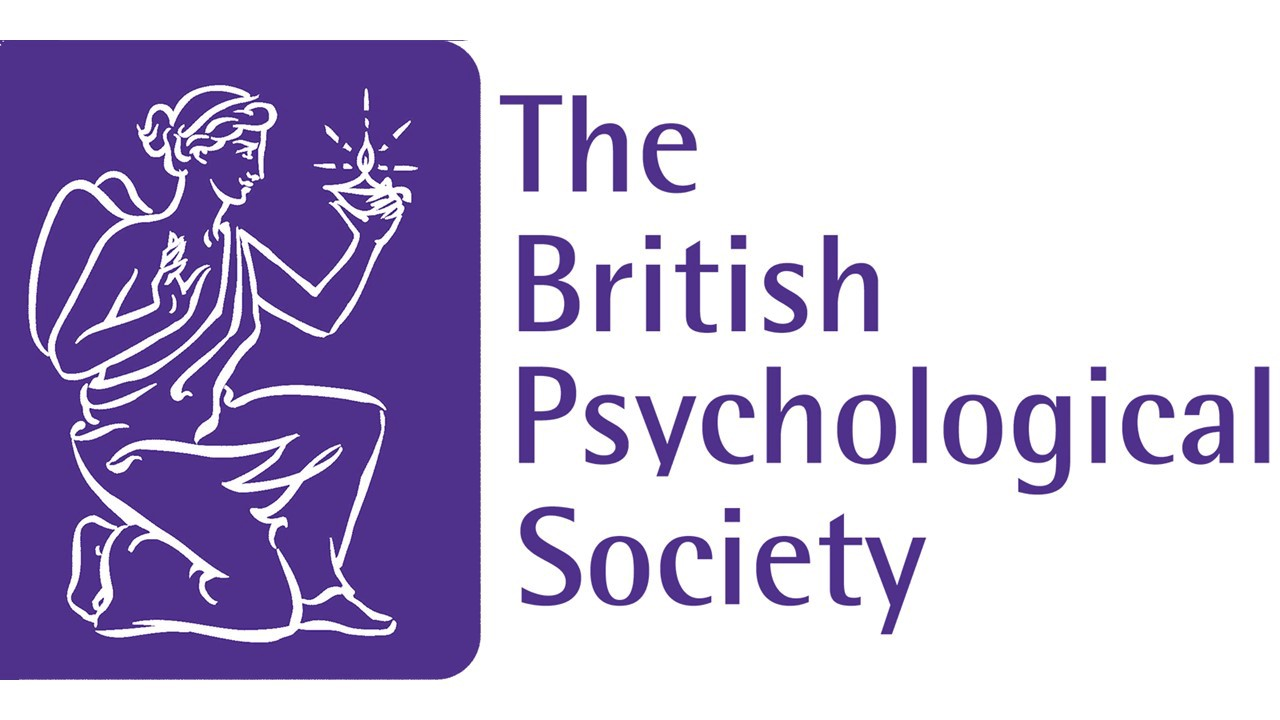 The
British
Psychological
Society